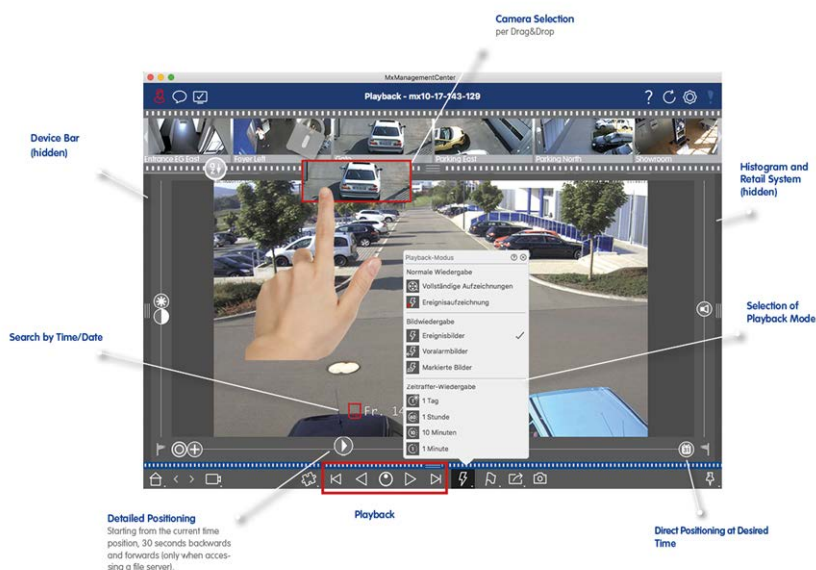 Camera Selection
per Drag&Drop
MxManagementCenter
Playback - mx10-17-143-129
Device Bar
(hidden)
Entrance EG East
Foyer Left
Parking East
Parking North
Showroom
Histogram and
Retail System
(hidden)
Playback-Modus
Normale Wiedergabe
Vollständige Aufzeichnungen
Ereignisaufzeichnung
Bildwiedergabe
Ereignisbilder
Voralarmbilder
Markierte Bilder
Zeitraffer-Wiedergabe
1 Tag
1 Stunde
10 Minuten
1 Minute
Selection of
Playback Mode
Search by Time/Date
Fr. 14
Detailed Positioning
Starting from the current time
position, 30 seconds backwards
and forwards (only when acces-
sing a file server).
Playback
Direct Positioning at Desired
Time